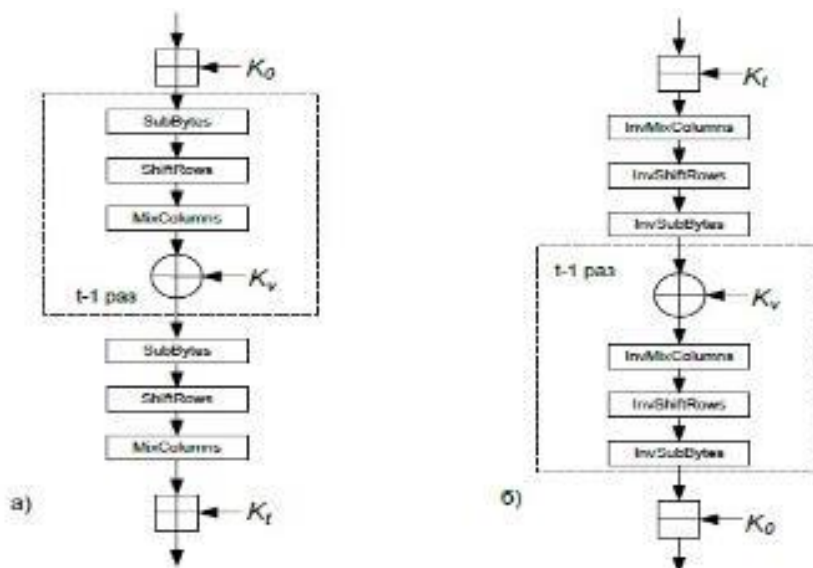 K₀
SubBytes
ShiftRows
MixColumns
Kᵥ
t-1 раз
SubBytes
ShiftRows
MixColumns
а)
Kₜ
Kₜ
InvMixColumns
InvShiftRows
InvSubBytes
t-1 раз
Kᵥ
InvMixColumns
InvShiftRows
InvSubBytes
б)
K₀